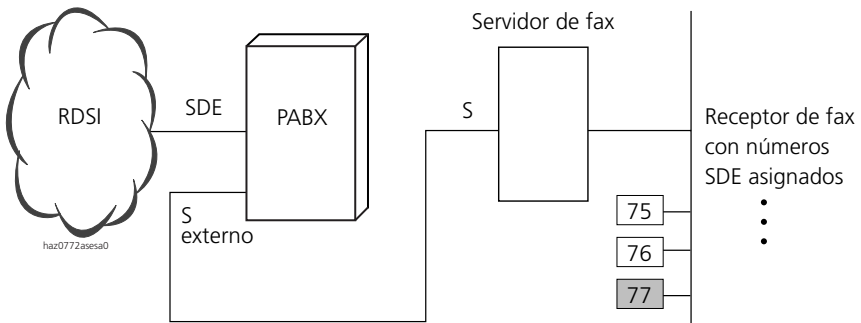 Servidor de fax
RDSI
SDE
PABX
S
Receptor de fax
con números
SDE asignados
S
externo
haz0772asesa0
75
76
77